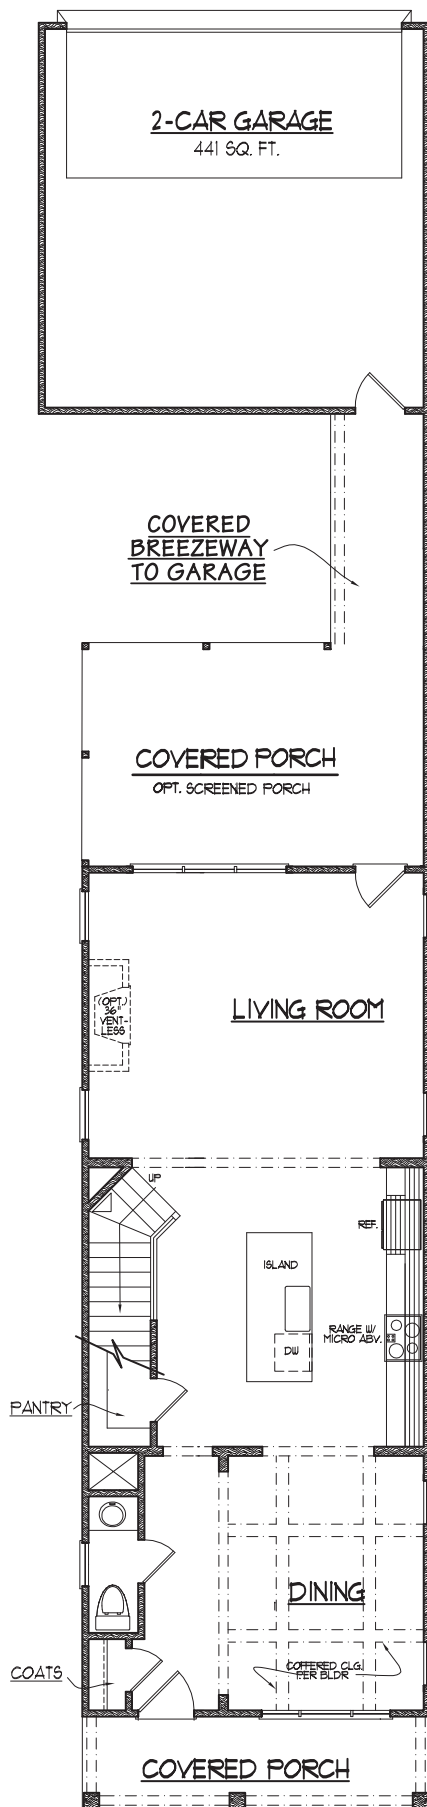 2-CAR GARAGE
441 SQ. FT.
COVERED
BREEZEWAY
TO GARAGE
COVERED PORCH
OPT. SCREENED PORCH
(OPT.)
36"
VENT-
LESS
LIVING ROOM
UP
REF.
ISLAND
RANGE W/
MICRO ABV.
DW
PANTRY
DINING
COATS
COFFERED CLG.
PER BLDR
COVERED PORCH